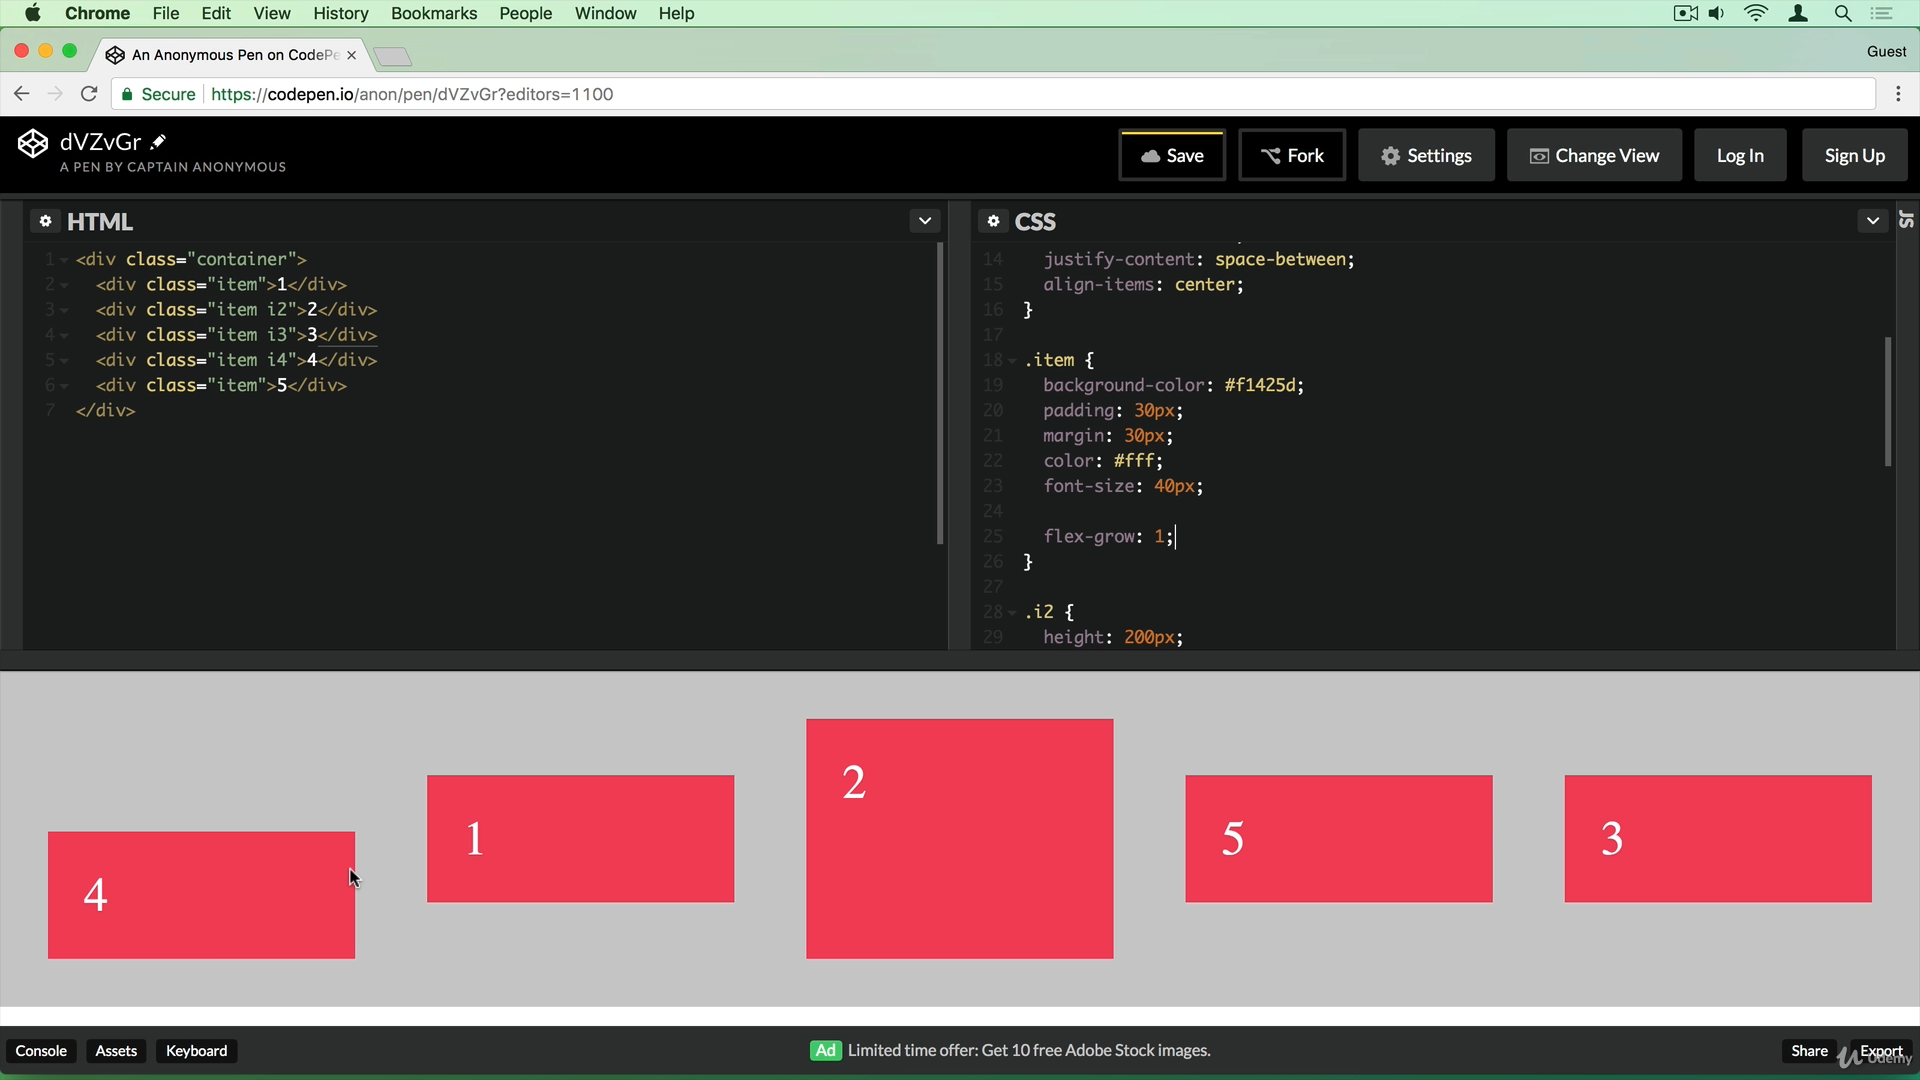 Chrome File Edit View History Bookmarks People Window Help
An Anonymous Pen on CodePe
Guest
Secure https://codepen.io/anon/pen/dVZvGr?editors=1100
dVZvGr
A PEN BY CAPTAIN ANONYMOUS
Save Fork Settings Change View Log In Sign Up
HTML
1 <div class="container">
2 <div class="item">1</div>
3 <div class="item i2">2</div>
4 <div class="item i3">3</div>
5 <div class="item i4">4</div>
6 <div class="item">5</div>
7 </div>
CSS
JS
14 justify-content: space-between;
15 align-items: center;
16 }
17
18 .item {
19 background-color: #f1425d;
20 padding: 30px;
21 margin: 30px;
22 color: #fff;
23 font-size: 40px;
24
25 flex-grow: 1;
26 }
27
28 .i2 {
29 height: 200px;
4
1
2
5
3
Console Assets Keyboard
Ad Limited time offer: Get 10 free Adobe Stock images.
Share Export
Udemy